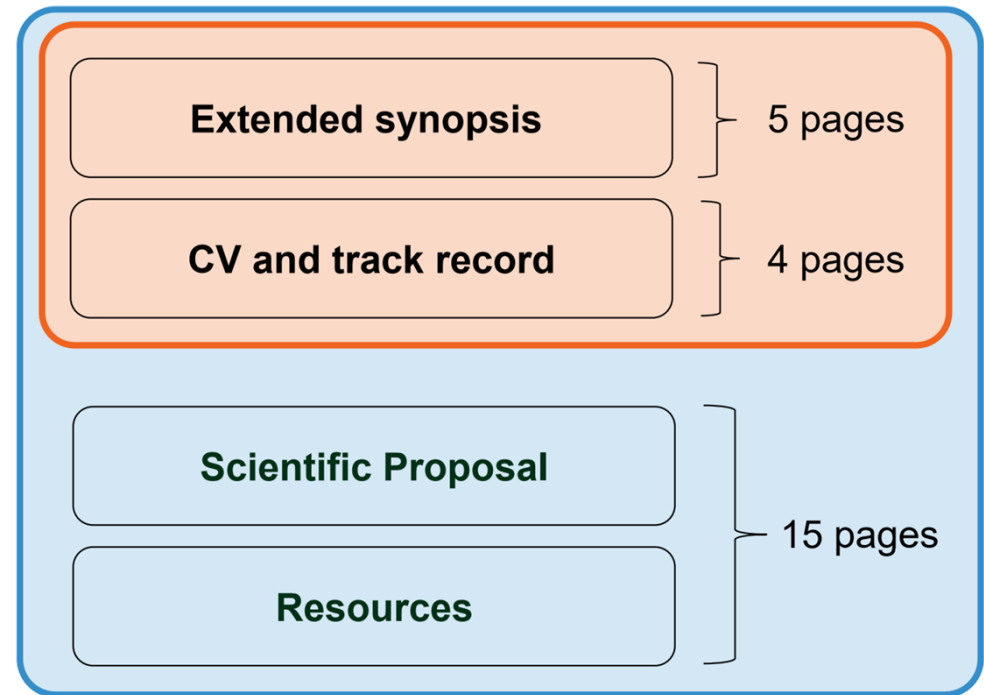 Extended synopsis
5 pages
CV and track record
4 pages
Scientific Proposal
15 pages
Resources